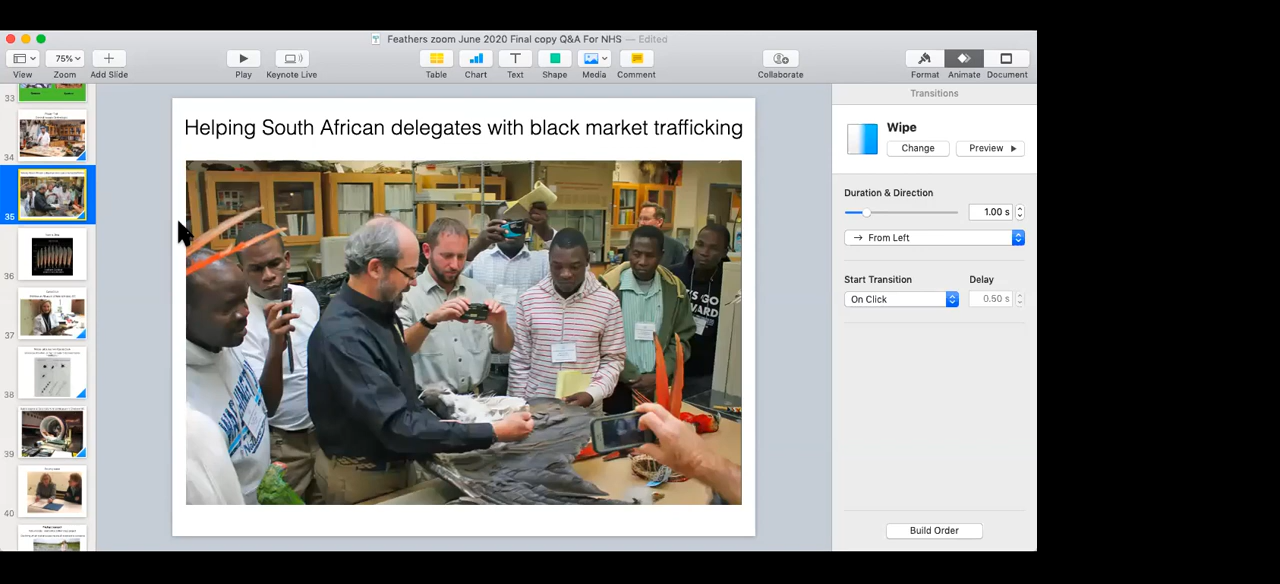 Feathers zoom June 2020 Final copy Q&A For NHS — Edited
View
75%
Zoom
Add Slide
Play
Keynote Live
Table
Chart
Text
Shape
Media
Comment
Collaborate
Format
Animate
Document
33
34
35
36
37
38
39
40
Helping South African delegates with black market trafficking
Transitions
Wipe
Change
Preview
Duration & Direction
1.00 s
→ From Left
Start Transition
Delay
On Click
0.50 s
Build Order